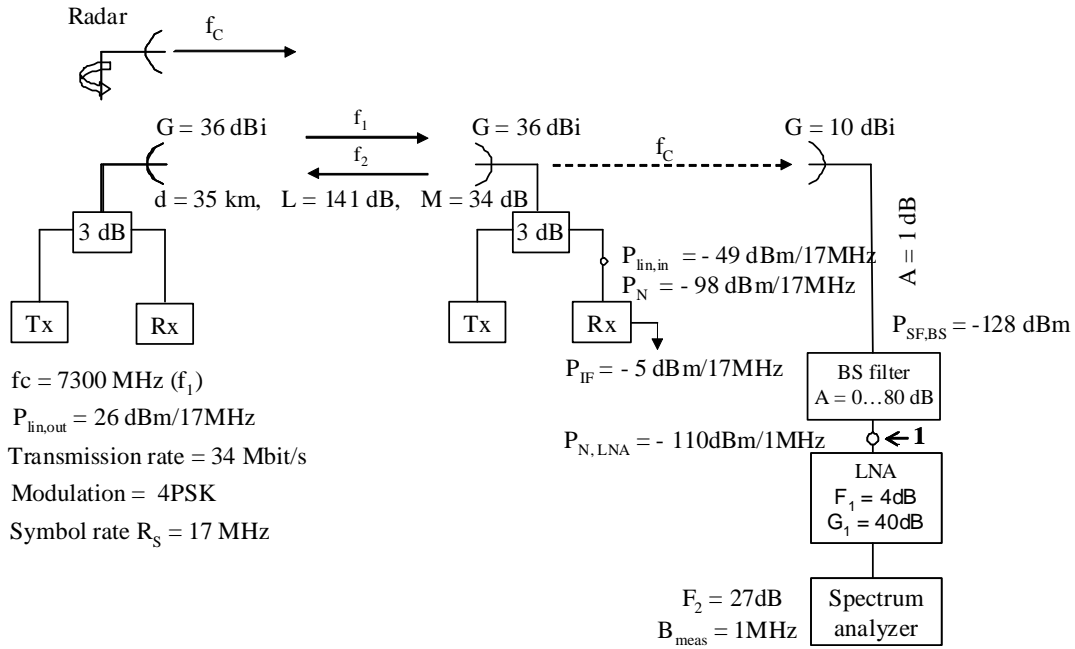 Radar
f_C
G = 36 dBi
f_1
f_2
G = 36 dBi
f_C
G = 10 dBi
d = 35 km, L = 141 dB, M = 34 dB
A = 1 dB
3 dB
3 dB
P_lin,in = - 49 dBm/17MHz
P_N = - 98 dBm/17MHz
Tx
Rx
Tx
Rx
P_SF,BS = -128 dBm
P_IF = - 5 dBm/17MHz
BS filter
A = 0…80 dB
fc = 7300 MHz (f_1)
P_lin,out = 26 dBm/17MHz
Transmission rate = 34 Mbit/s
Modulation = 4PSK
Symbol rate R_S = 17 MHz
P_N, LNA = - 110dBm/1MHz
1
LNA
F_1 = 4dB
G_1 = 40dB
F_2 = 27dB
B_meas = 1MHz
Spectrum
analyzer